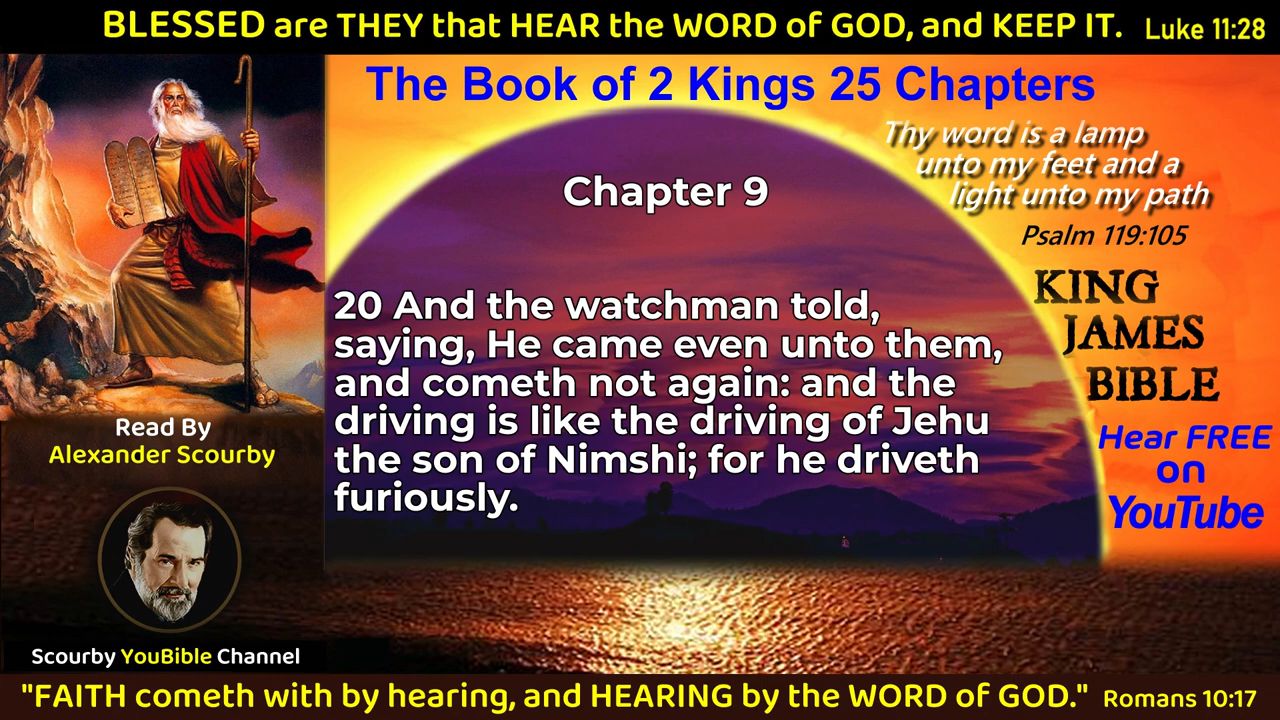 BLESSED are THEY that HEAR the WORD of GOD, and KEEP IT. Luke 11:28
The Book of 2 Kings 25 Chapters
Thy word is a lamp
unto my feet and a
light unto my path
Psalm 119:105
Chapter 9
20 And the watchman told,
saying, He came even unto them,
and cometh not again: and the
driving is like the driving of Jehu
the son of Nimshi; for he driveth
furiously.
KING
JAMES
BIBLE
Hear FREE
on
YouTube
Read By
Alexander Scourby
Scourby YouBible Channel
"FAITH cometh with by hearing, and HEARING by the WORD of GOD." Romans 10:17